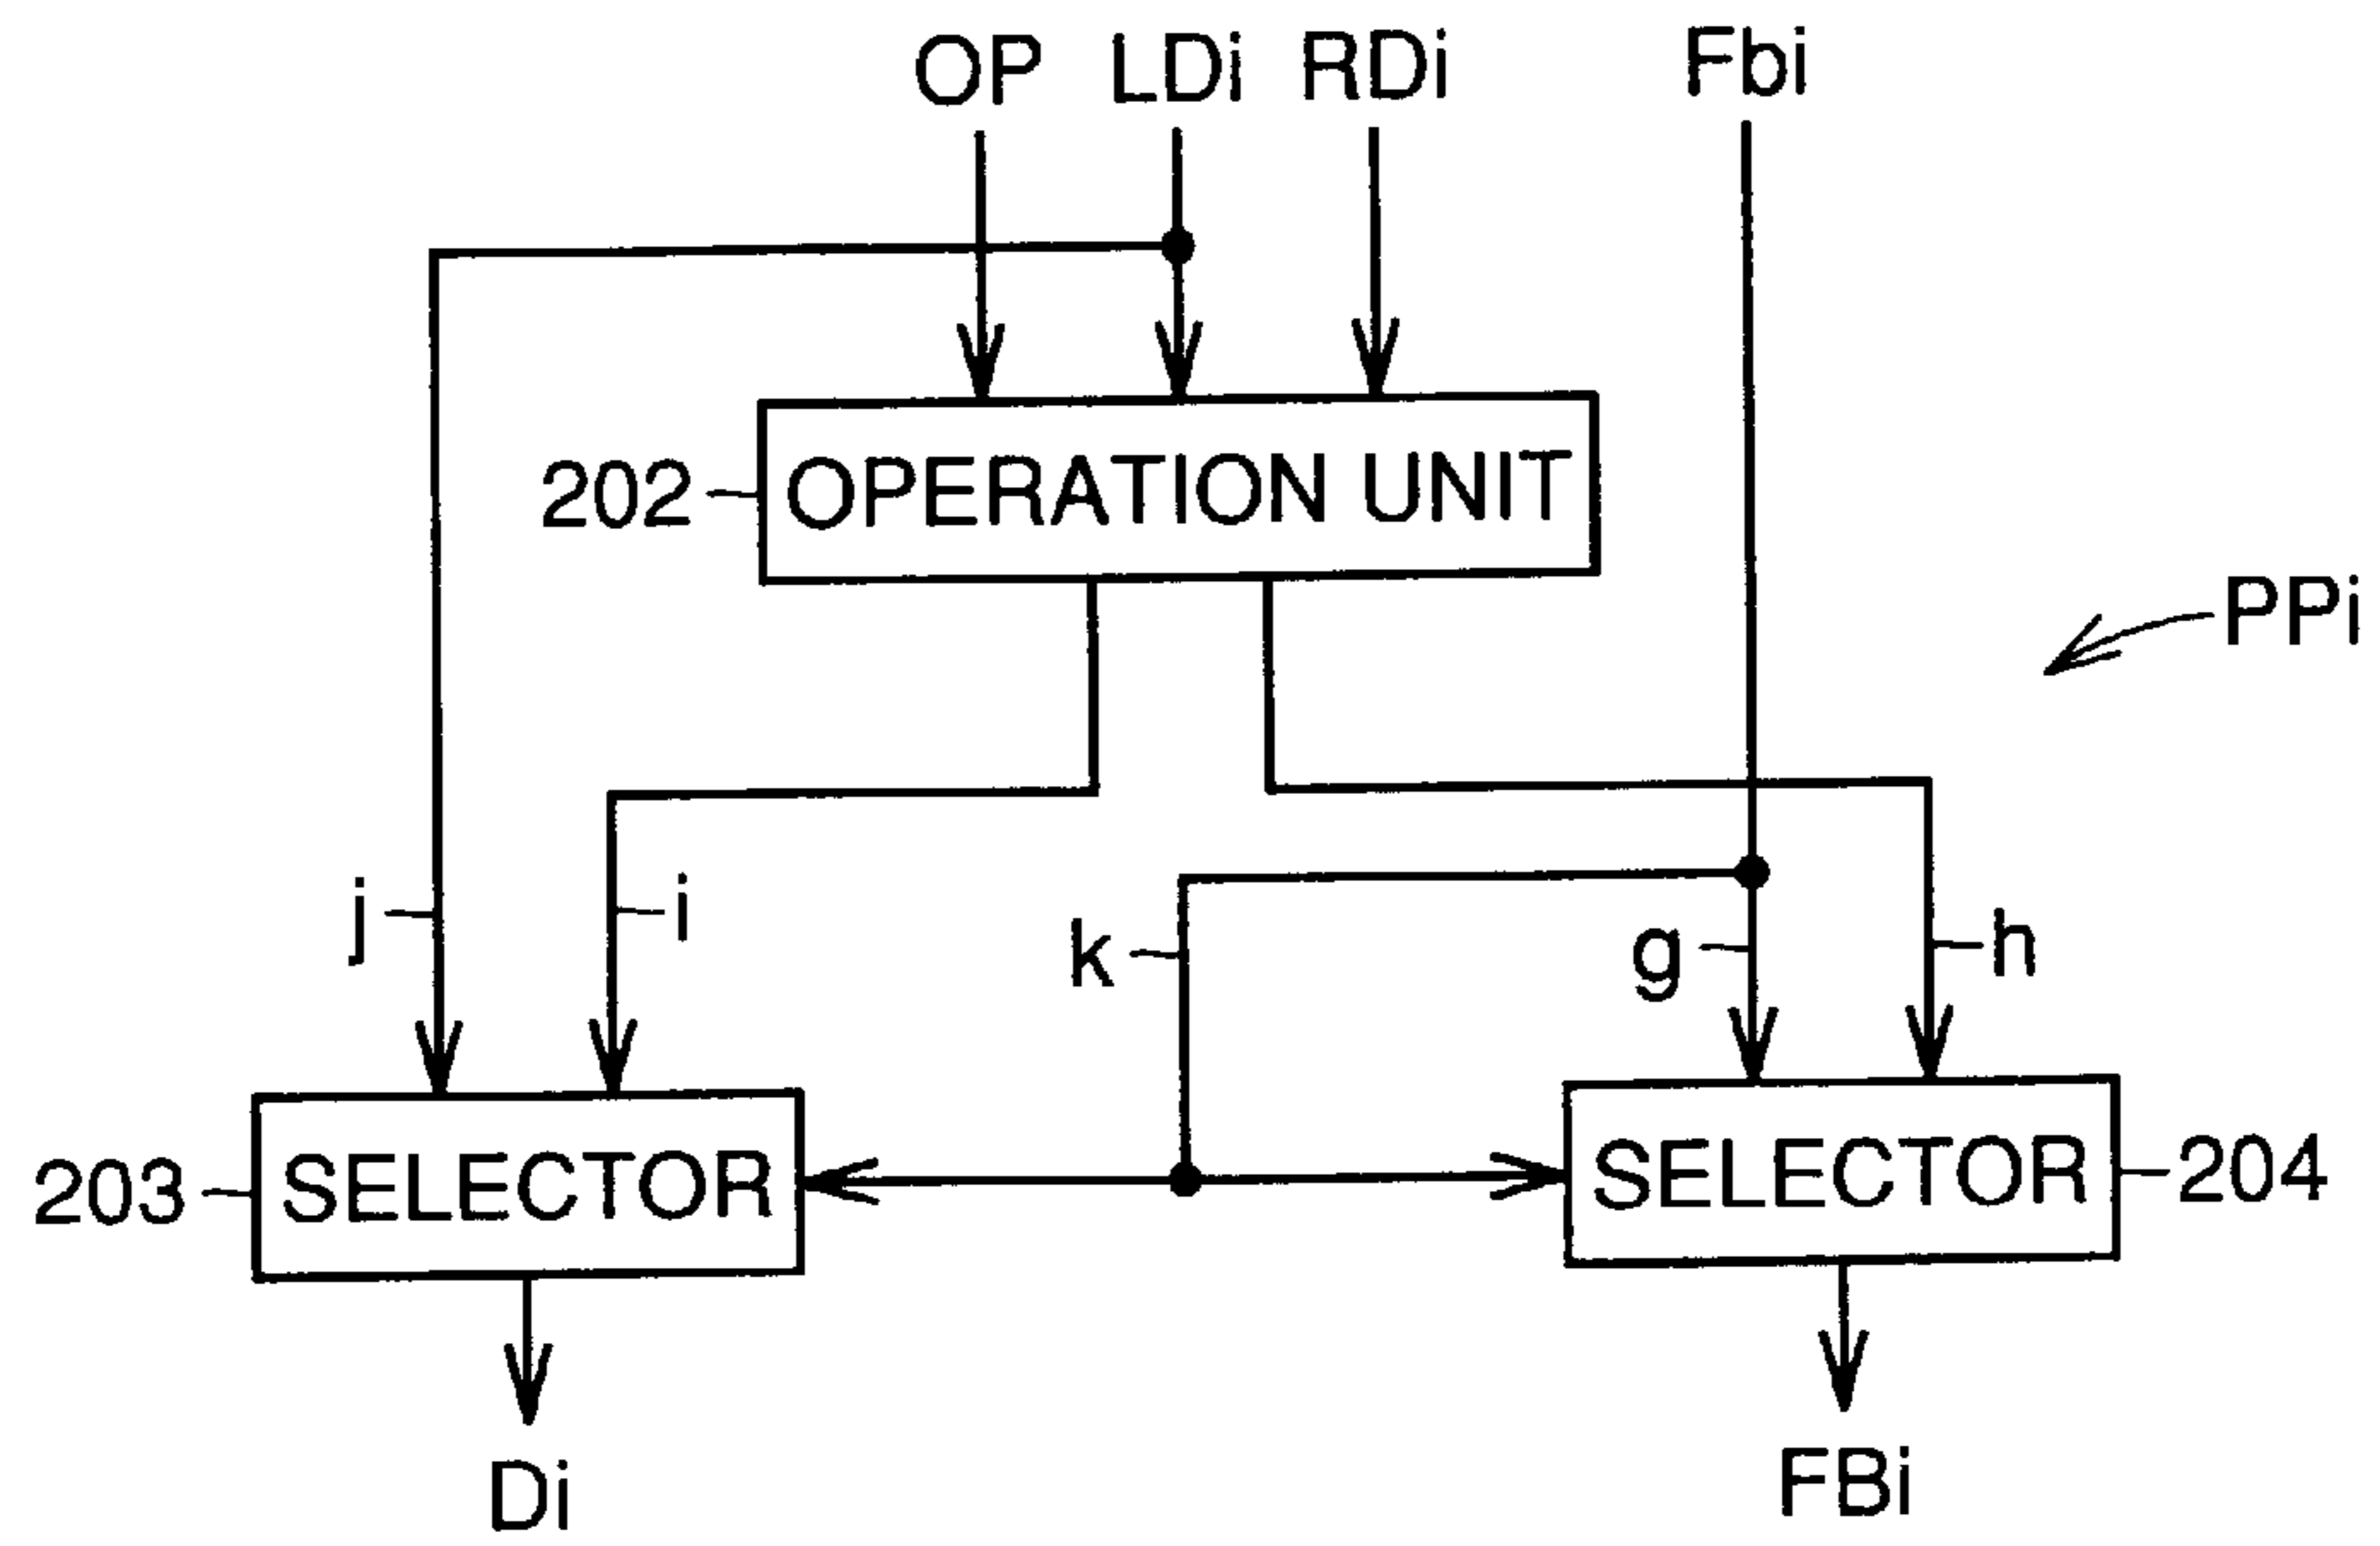 OP LDi RDi Fbi
202 OPERATION UNIT
PPi
j i k g h
203 SELECTOR SELECTOR 204
Di FBi